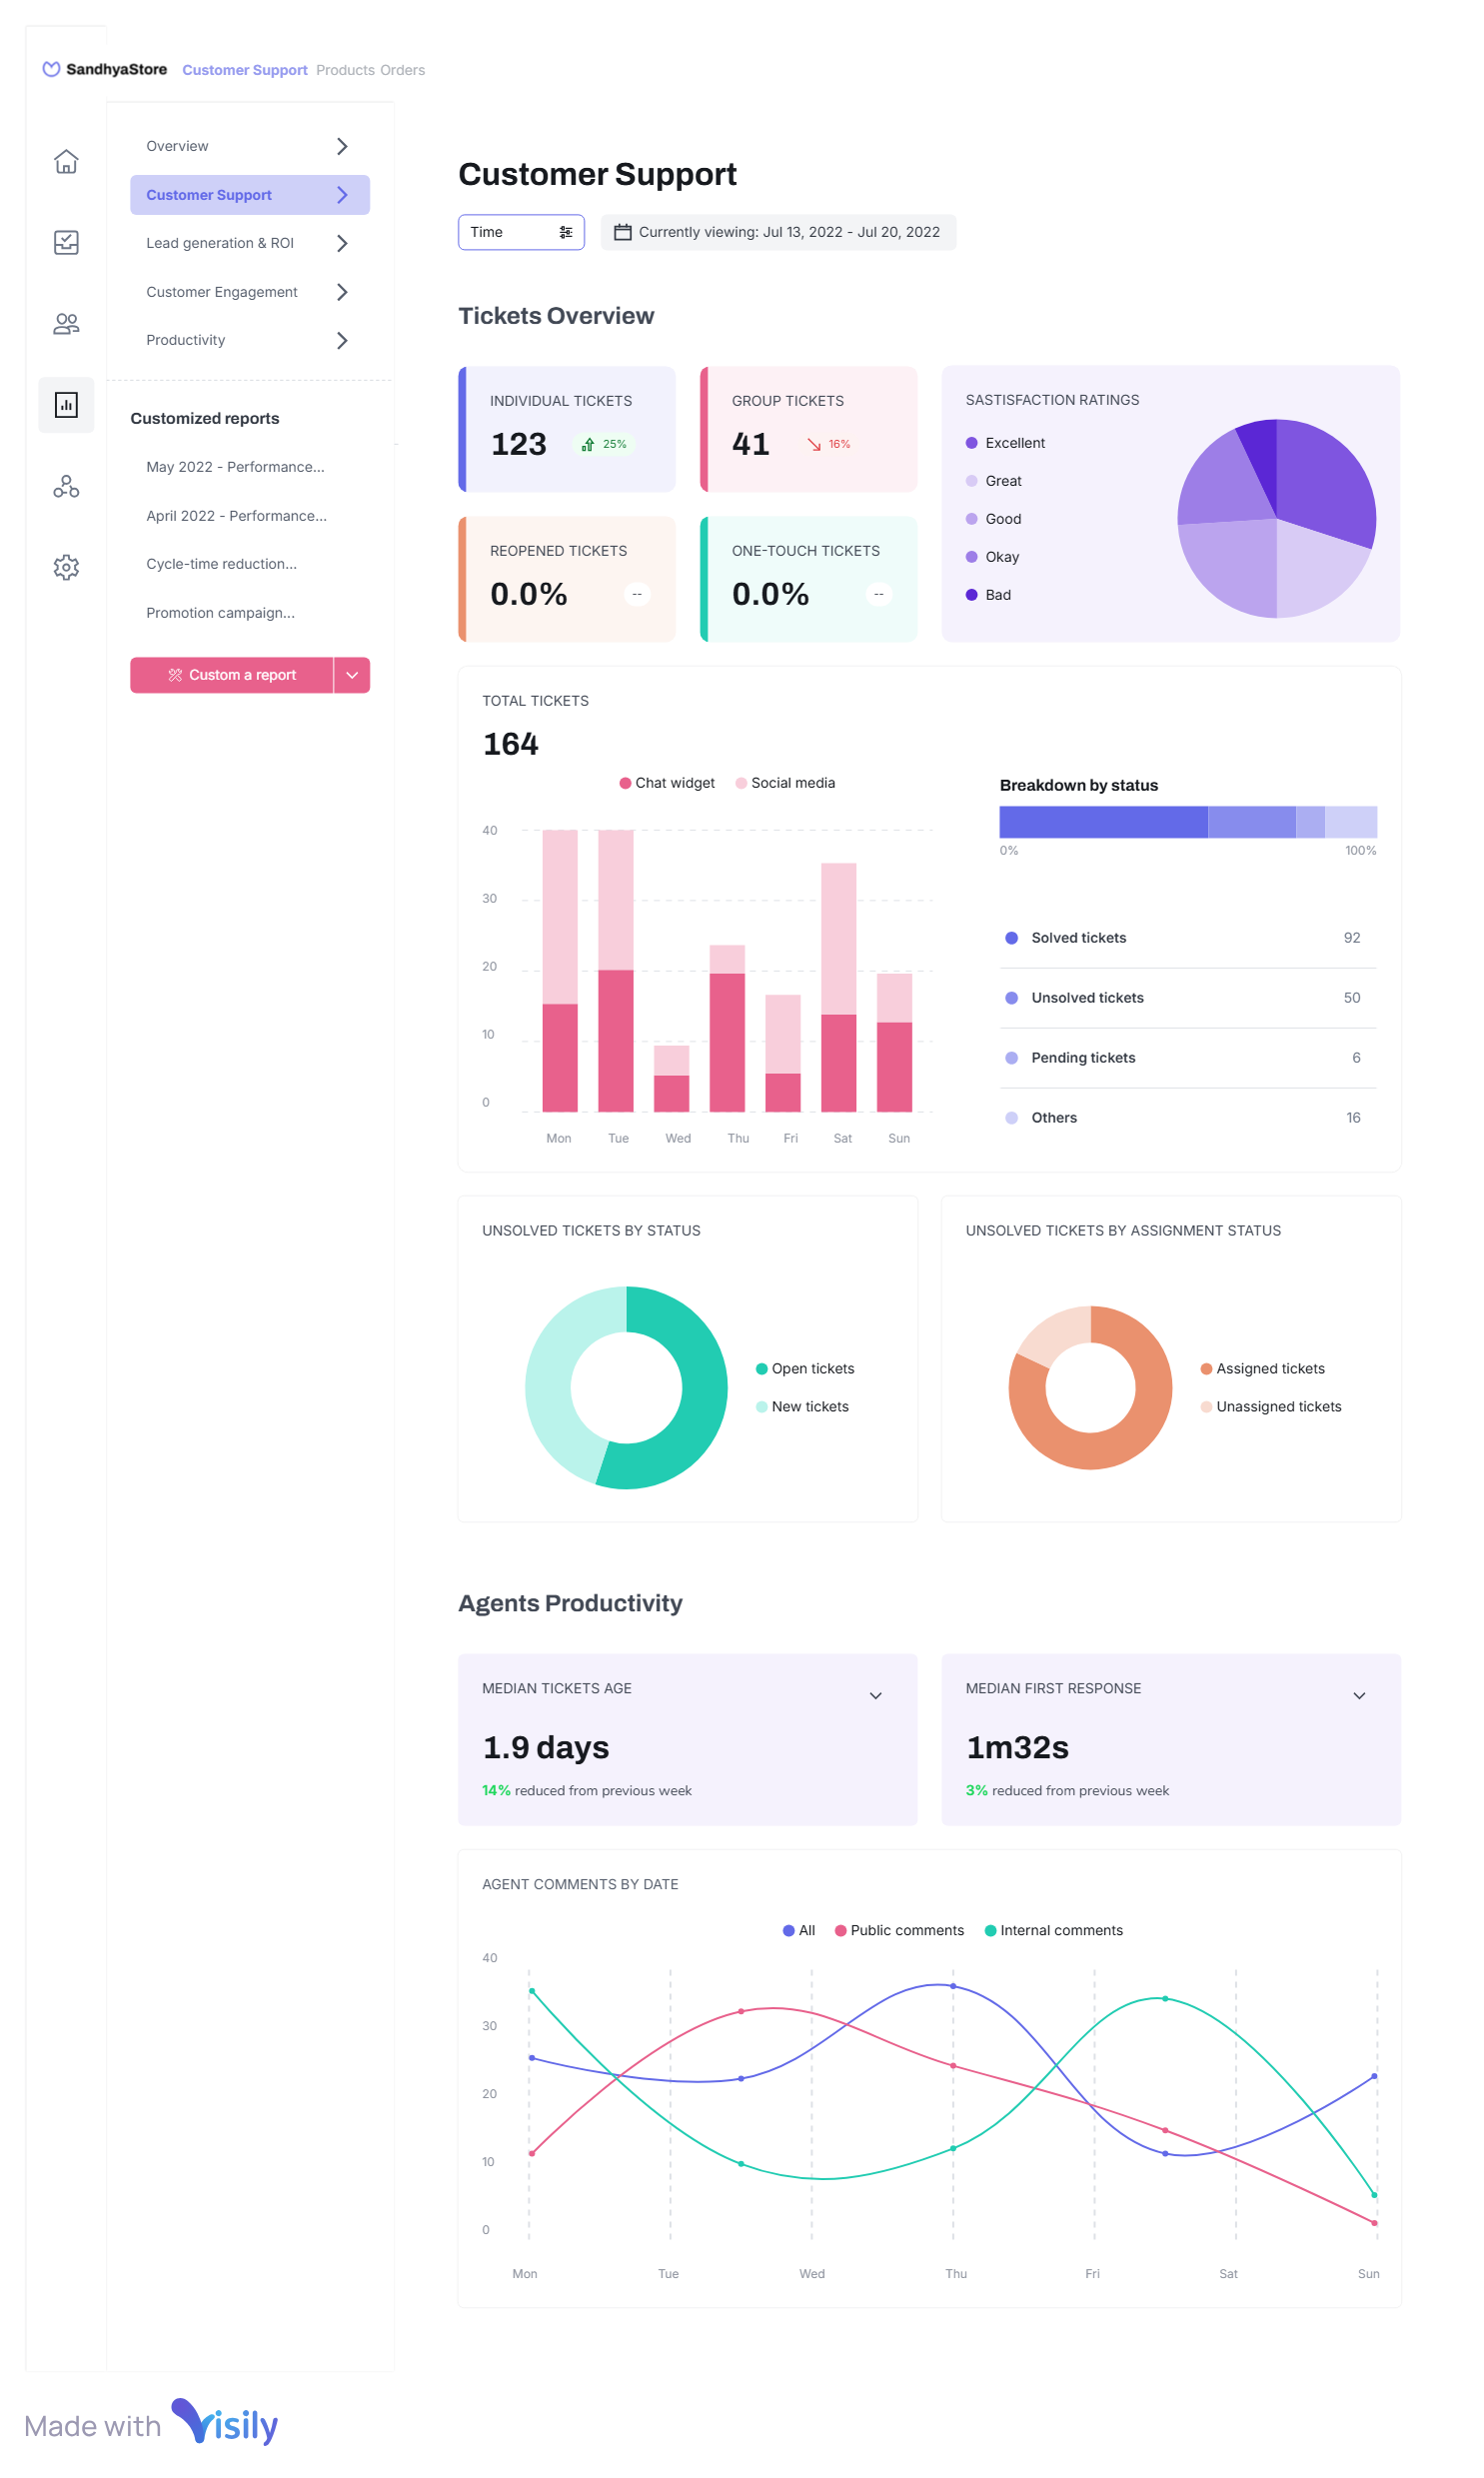 SandhyaStore Customer Support Products Orders
Overview
Customer Support
Lead generation & ROI
Customer Engagement
Productivity
Customized reports
May 2022 - Performance...
April 2022 - Performance...
Cycle-time reduction...
Promotion campaign...
Custom a report
Customer Support
Time
Currently viewing: Jul 13, 2022 - Jul 20, 2022
Tickets Overview
INDIVIDUAL TICKETS
123 25%
GROUP TICKETS
41 16%
REOPENED TICKETS
0.0% --
ONE-TOUCH TICKETS
0.0% --
SASTISFACTION RATINGS
Excellent
Great
Good
Okay
Bad
TOTAL TICKETS
164
Chat widget Social media
40
30
20
10
0
Mon Tue Wed Thu Fri Sat Sun
Breakdown by status
0% 100%
Solved tickets 92
Unsolved tickets 50
Pending tickets 6
Others 16
UNSOLVED TICKETS BY STATUS
Open tickets
New tickets
UNSOLVED TICKETS BY ASSIGNMENT STATUS
Assigned tickets
Unassigned tickets
Agents Productivity
MEDIAN TICKETS AGE
1.9 days
14% reduced from previous week
MEDIAN FIRST RESPONSE
1m32s
3% reduced from previous week
AGENT COMMENTS BY DATE
All Public comments Internal comments
40
30
20
10
0
Mon Tue Wed Thu Fri Sat Sun
Made with Visily